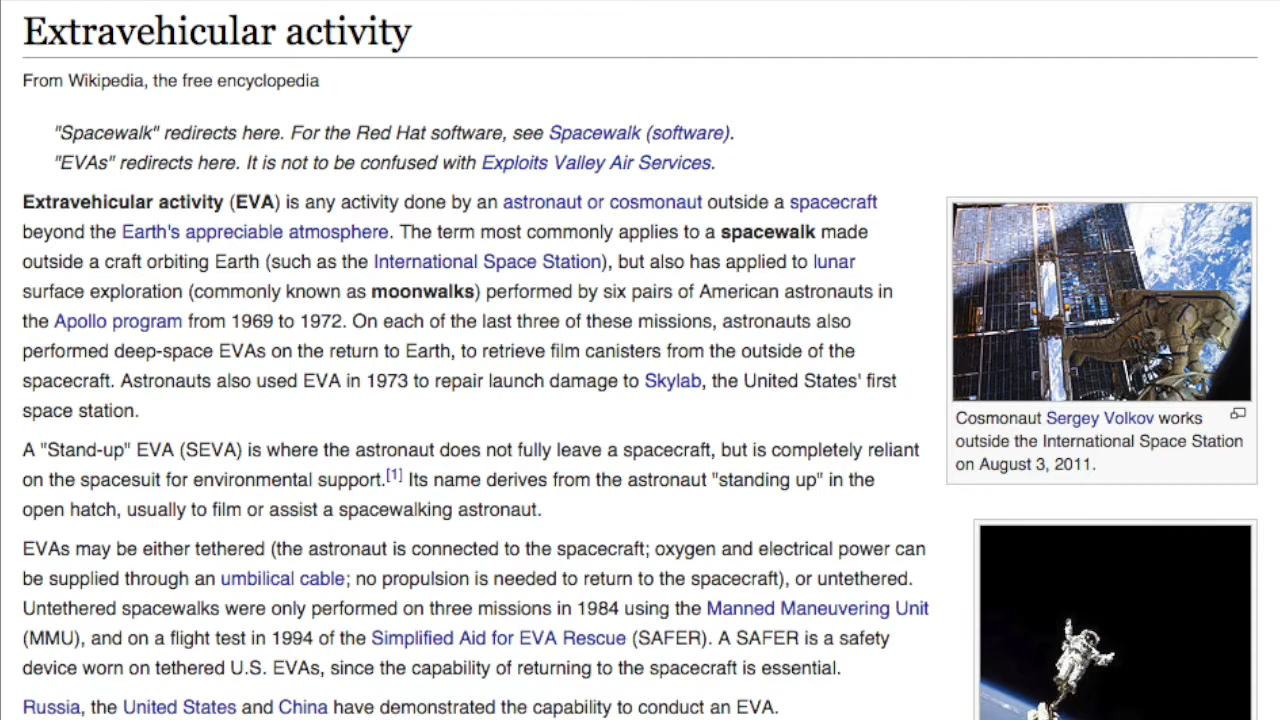 Extravehicular activity
From Wikipedia, the free encyclopedia
"Spacewalk" redirects here. For the Red Hat software, see Spacewalk (software).
"EVAs" redirects here. It is not to be confused with Exploits Valley Air Services.
Extravehicular activity (EVA) is any activity done by an astronaut or cosmonaut outside a spacecraft
beyond the Earth's appreciable atmosphere. The term most commonly applies to a spacewalk made
outside a craft orbiting Earth (such as the International Space Station), but also has applied to lunar
surface exploration (commonly known as moonwalks) performed by six pairs of American astronauts in
the Apollo program from 1969 to 1972. On each of the last three of these missions, astronauts also
performed deep-space EVAs on the return to Earth, to retrieve film canisters from the outside of the
spacecraft. Astronauts also used EVA in 1973 to repair launch damage to Skylab, the United States' first
space station.
A "Stand-up" EVA (SEVA) is where the astronaut does not fully leave a spacecraft, but is completely reliant
on the spacesuit for environmental support.[1] Its name derives from the astronaut "standing up" in the
open hatch, usually to film or assist a spacewalking astronaut.
EVAs may be either tethered (the astronaut is connected to the spacecraft; oxygen and electrical power can
be supplied through an umbilical cable; no propulsion is needed to return to the spacecraft), or untethered.
Untethered spacewalks were only performed on three missions in 1984 using the Manned Maneuvering Unit
(MMU), and on a flight test in 1994 of the Simplified Aid for EVA Rescue (SAFER). A SAFER is a safety
device worn on tethered U.S. EVAs, since the capability of returning to the spacecraft is essential.
Russia, the United States and China have demonstrated the capability to conduct an EVA.
Cosmonaut Sergey Volkov works
outside the International Space Station
on August 3, 2011.